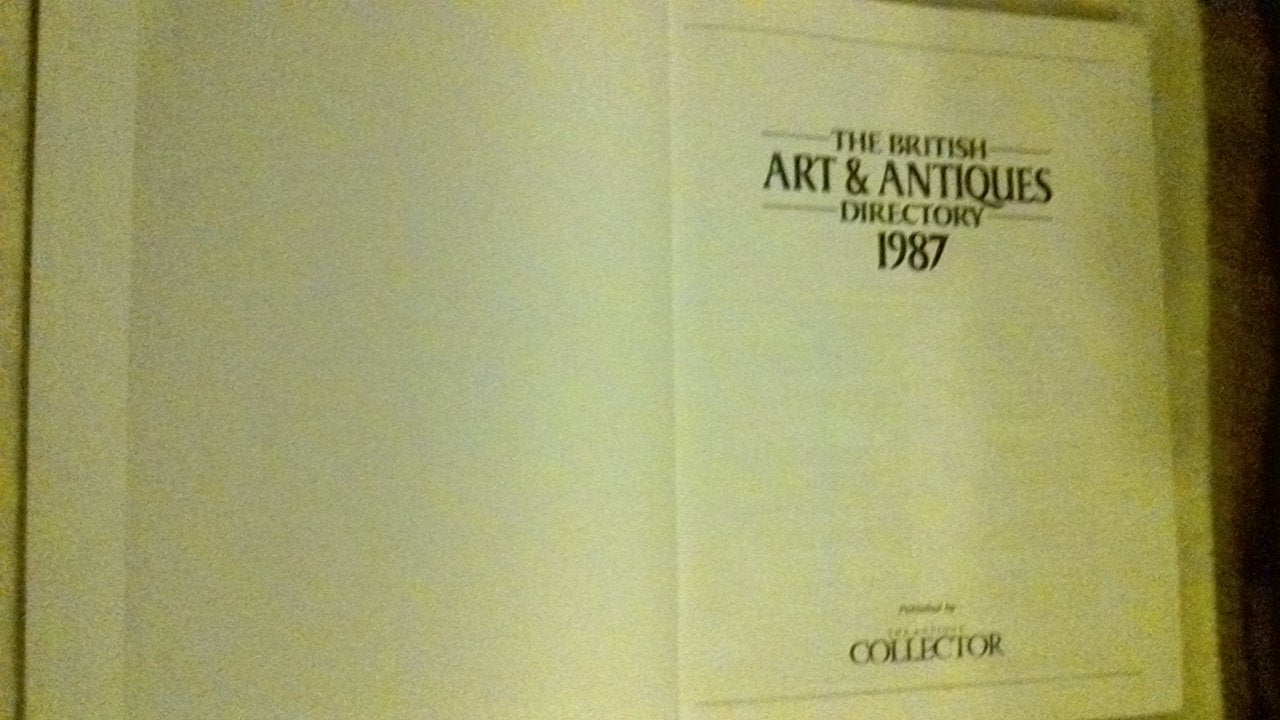 THE BRITISH
ART & ANTIQUES
DIRECTORY
1987
Published by
COLLECTOR